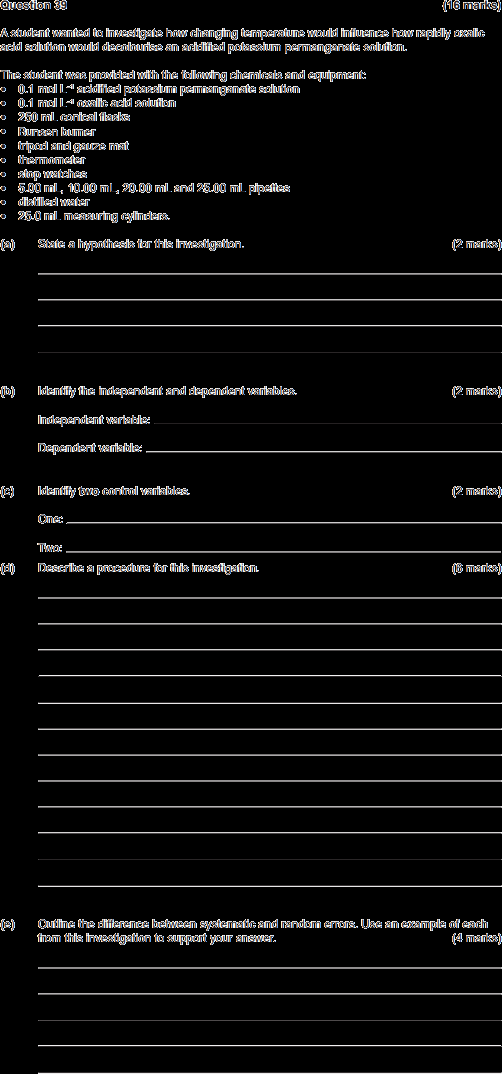 Question 39 (16 marks)
A student wanted to investigate how changing temperature would influence how rapidly oxalic
acid solution would decolourise an acidified potassium permanganate solution.
The student was provided with the following chemicals and equipment:
• 0.1 mol L⁻¹ acidified potassium permanganate solution
• 0.1 mol L⁻¹ oxalic acid solution
• 250 mL conical flasks
• Bunsen burner
• tripod and gauze mat
• thermometer
• stop watches
• 5.00 mL, 10.00 mL, 20.00 mL and 25.00 mL pipettes
• distilled water
• 25.0 mL measuring cylinders.
(a) State a hypothesis for this investigation. (2 marks)
(b) Identify the independent and dependent variables. (2 marks)
Independent variable:
Dependent variable:
(c) Identify two control variables. (2 marks)
One:
Two:
(d) Describe a procedure for this investigation. (6 marks)
(e) Outline the difference between systematic and random errors. Use an example of each
from this investigation to support your answer. (4 marks)